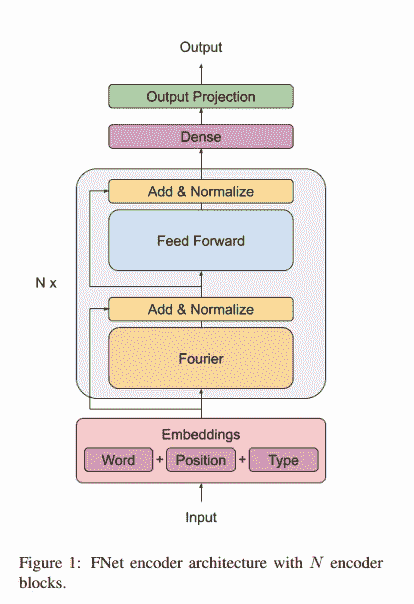 Output
Output Projection
Dense
Add & Normalize
Feed Forward
N x
Add & Normalize
Fourier
Embeddings
Word + Position + Type
Input
Figure 1: FNet encoder architecture with N encoder
blocks.